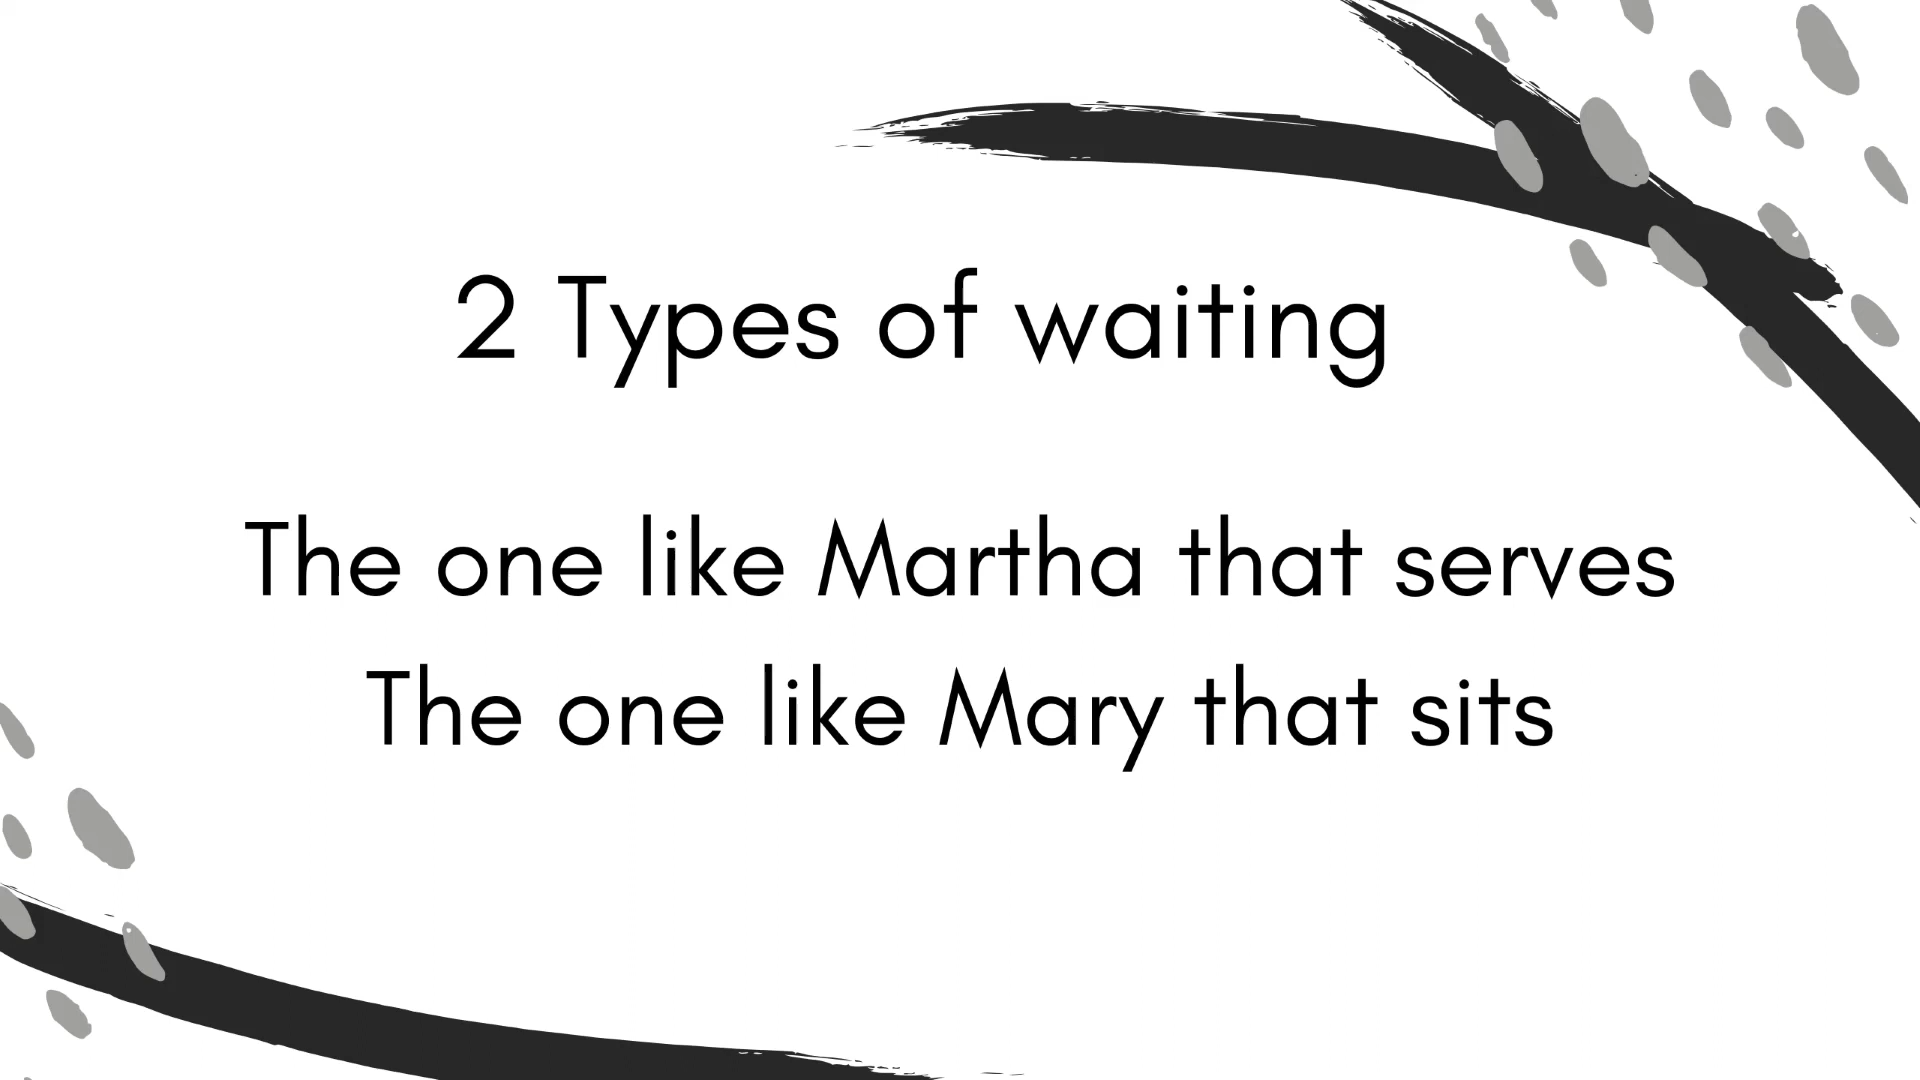 2 Types of waiting
The one like Martha that serves
The one like Mary that sits